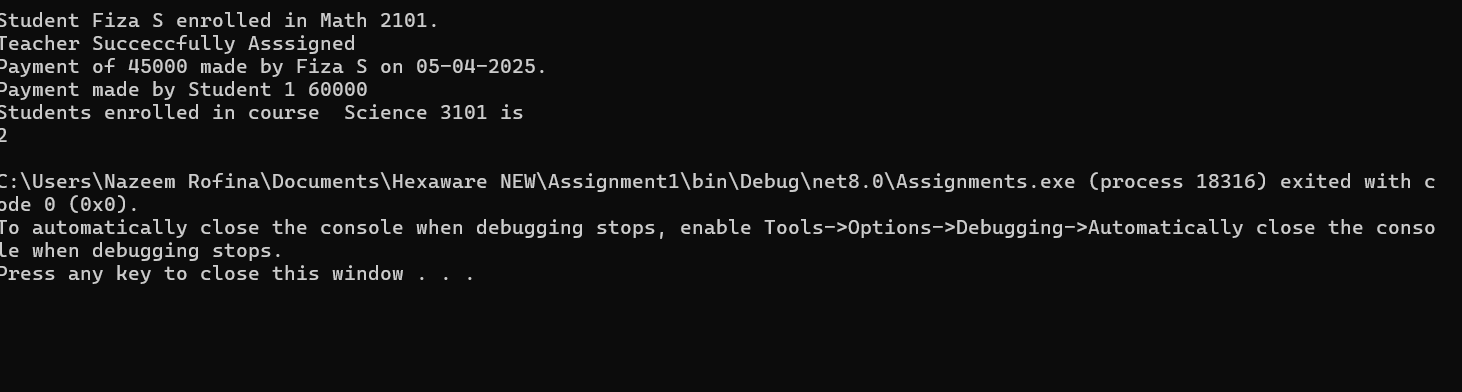 Student Fiza S enrolled in Math 2101.
Teacher Succeccfully Asssigned
Payment of 45000 made by Fiza S on 05-04-2025.
Payment made by Student 1 60000
Students enrolled in course  Science 3101 is
2
C:\Users\Nazeem Rofina\Documents\Hexaware NEW\Assignment1\bin\Debug\net8.0\Assignments.exe (process 18316) exited with c
ode 0 (0x0).
To automatically close the console when debugging stops, enable Tools->Options->Debugging->Automatically close the conso
le when debugging stops.
Press any key to close this window . . .